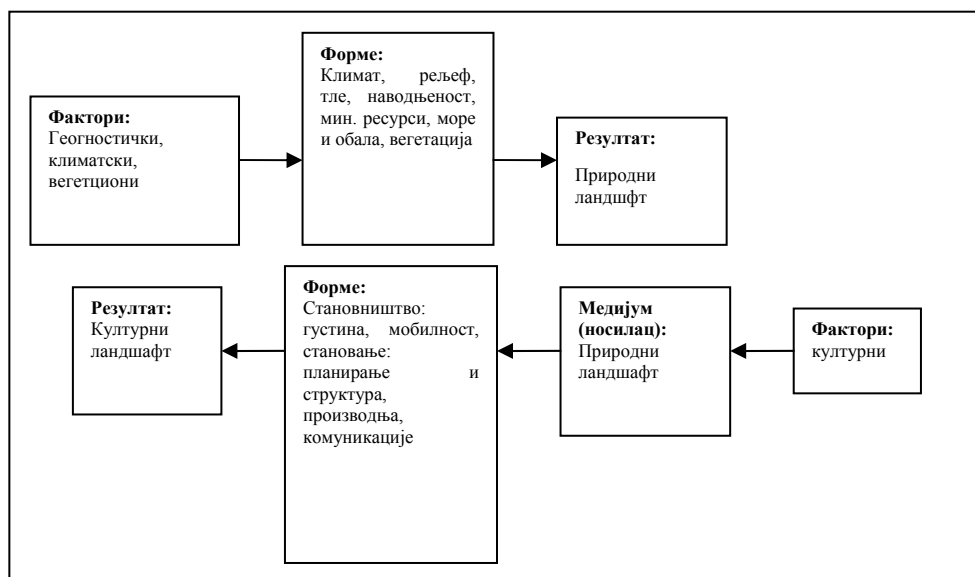 Фактори:
Геогностички,
климатски,
вегетциони
Форме:
Климат, рељеф,
тле, наводњеност,
мин. ресурси, море
и обала, вегетација
Резултат:
Природни
ландшфт
Резултат:
Културни
ландшафт
Форме:
Становништво:
густина, мобилност,
становање:
планирање и
структура,
производња,
комуникације
Медијум
(носилац):
Природни
ландшафт
Фактори:
културни